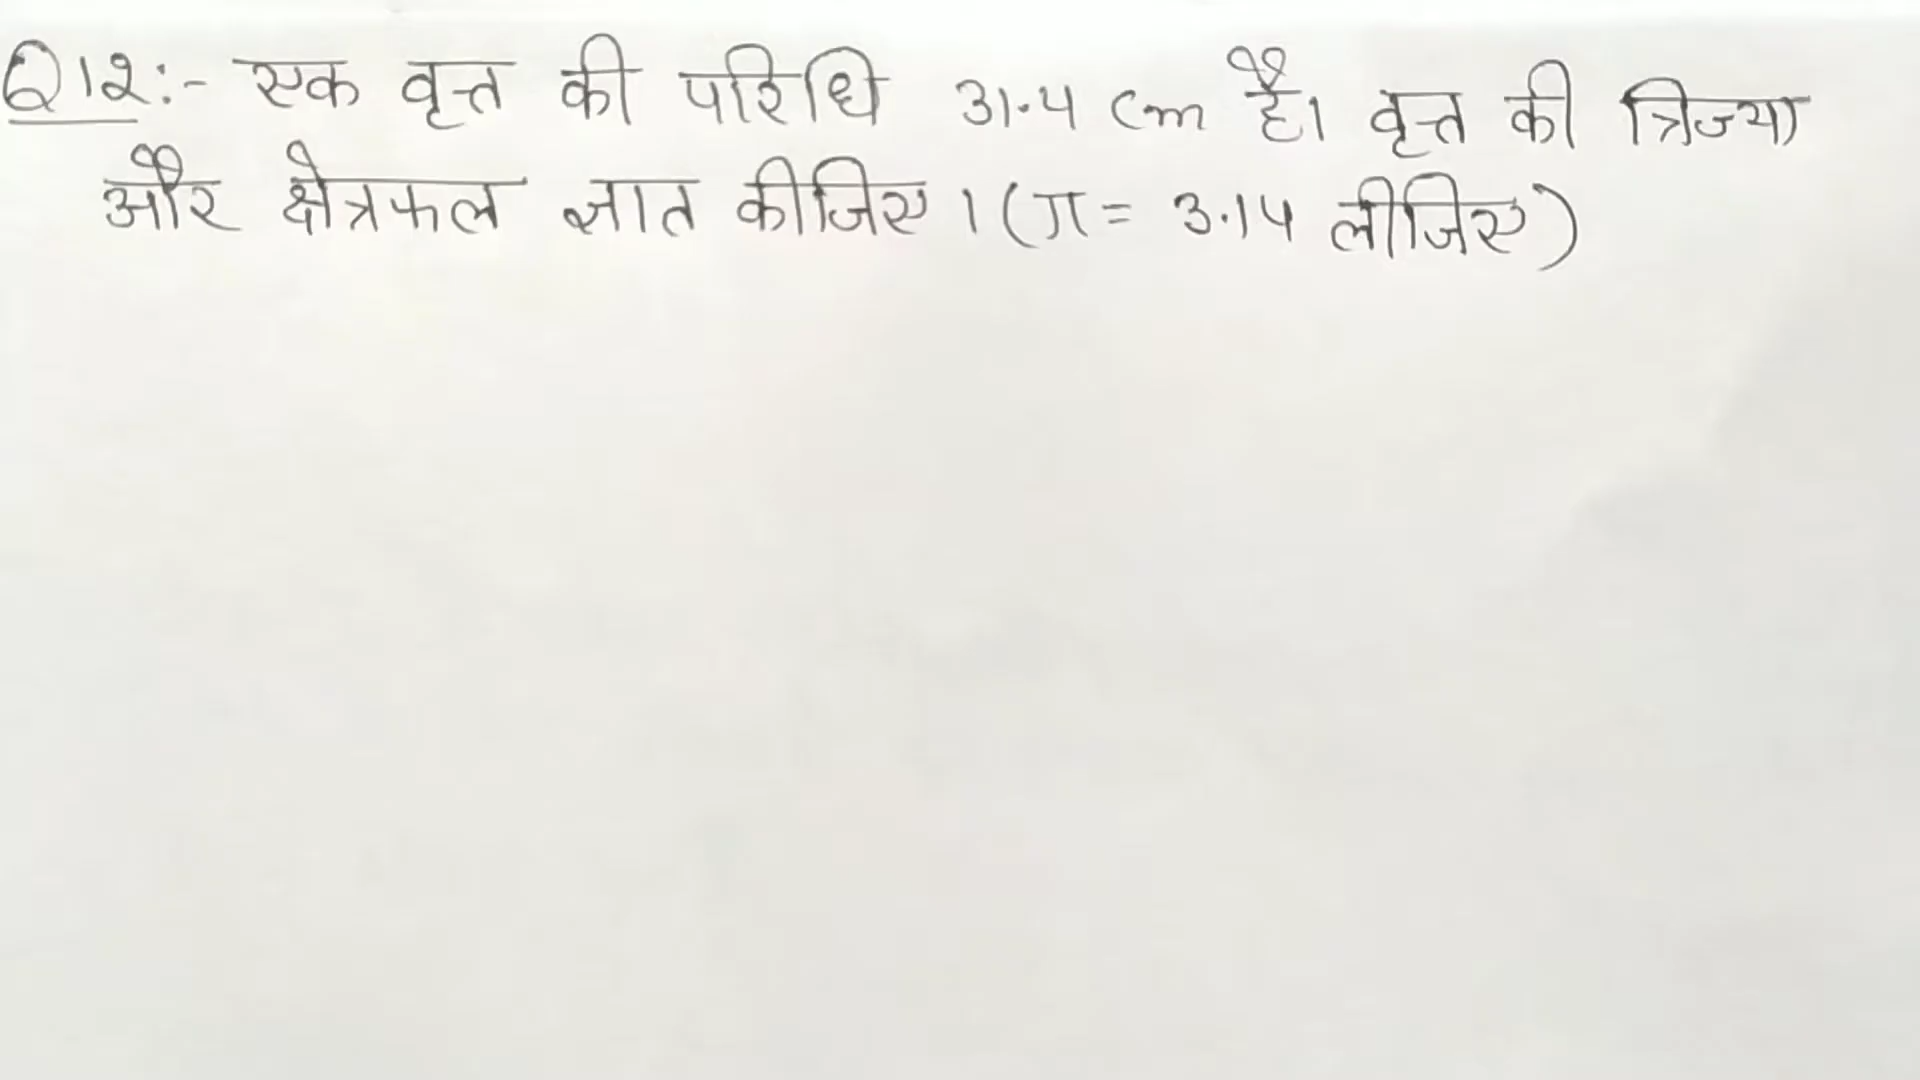 Q12:- एक वृत्त की परिधि 31.4 cm है। वृत्त की त्रिज्या
और क्षेत्रफल ज्ञात कीजिए । (π = 3.14 लीजिए)